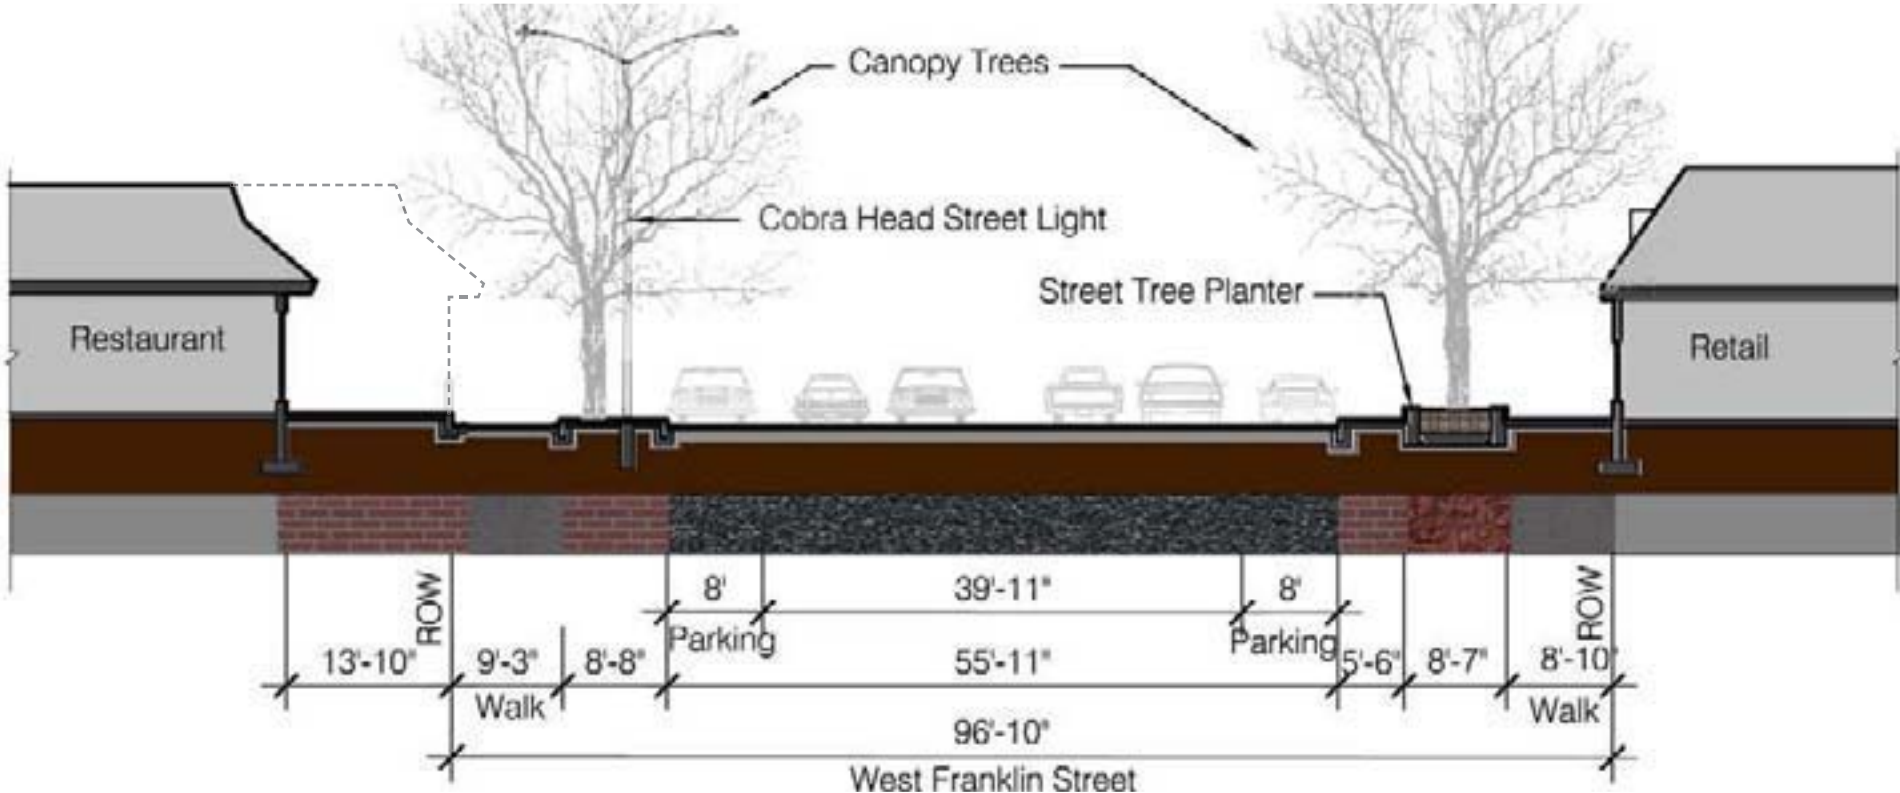 Canopy Trees
Cobra Head Street Light
Street Tree Planter
Restaurant
Retail
ROW
8'
39'-11"
8'
ROW
Parking
Parking
13'-10"
9'-3"
8'-8"
55'-11"
5'-6"
8'-7"
8'-10'
Walk
Walk
96'-10"
West Franklin Street